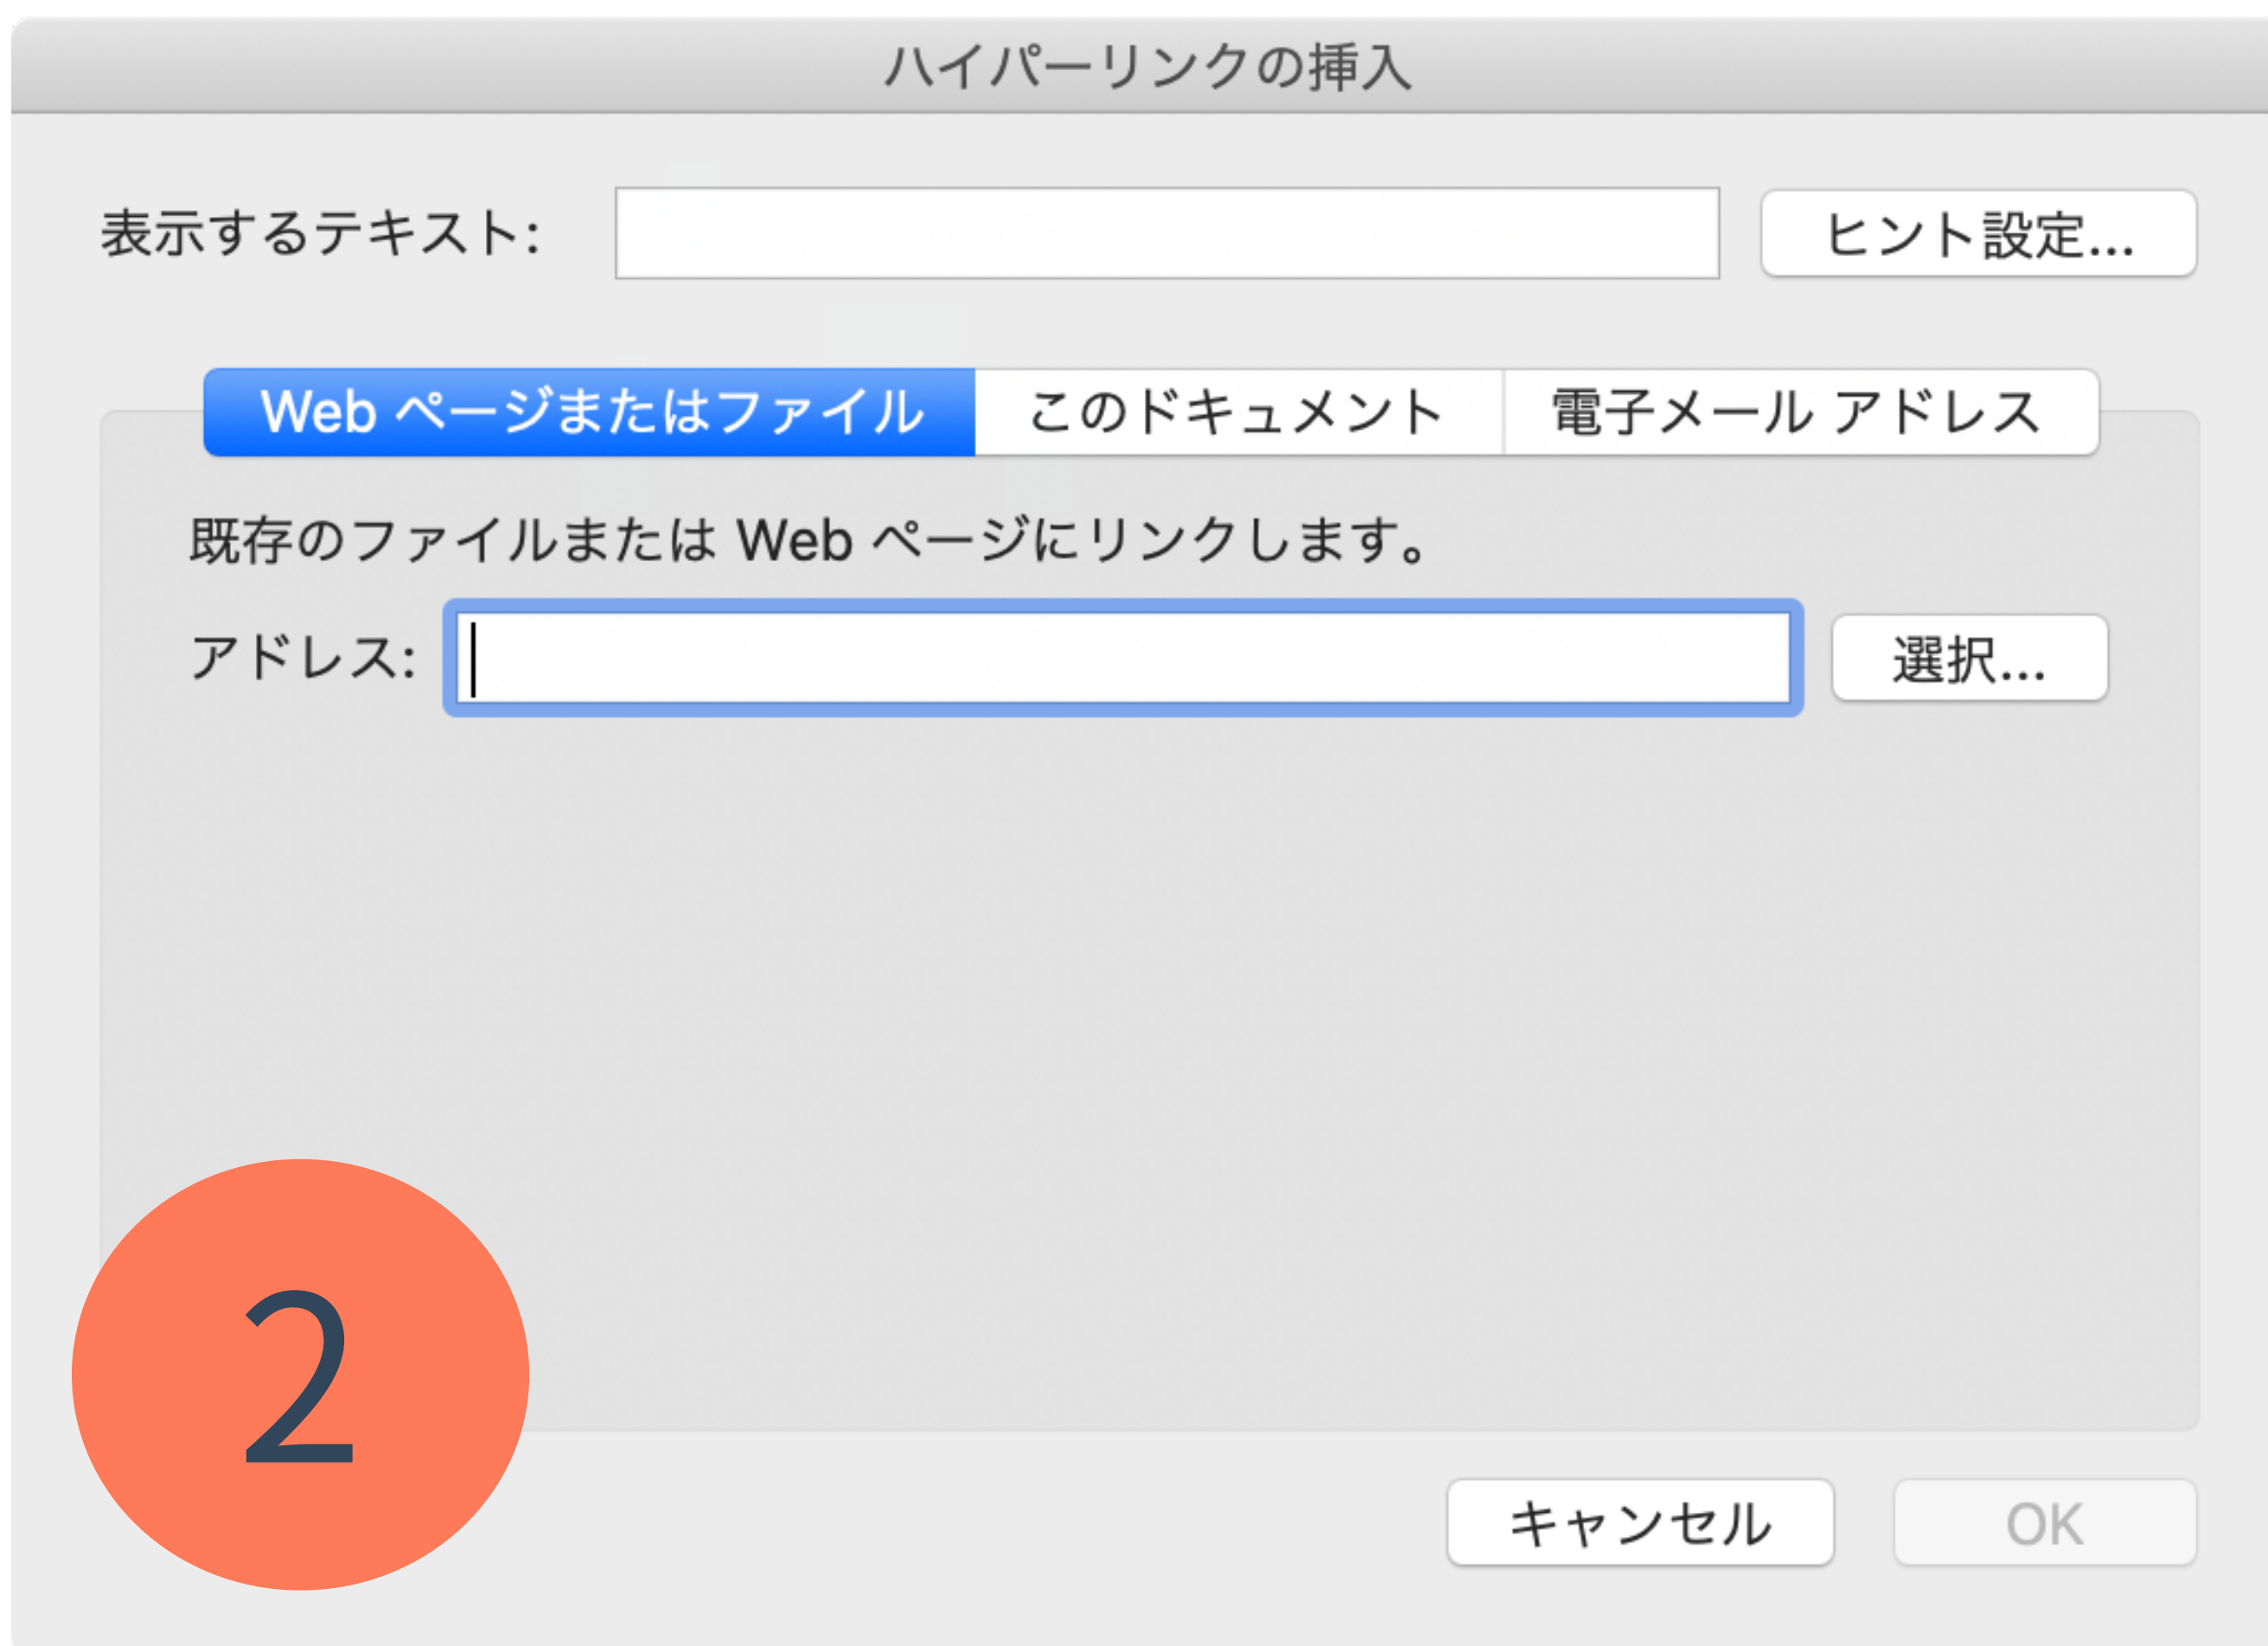 ハイパーリンクの挿入
表示するテキスト:
ヒント設定...
Web ページまたはファイル
このドキュメント
電子メール アドレス
既存のファイルまたは Web ページにリンクします。
アドレス:
選択...
2
キャンセル
OK